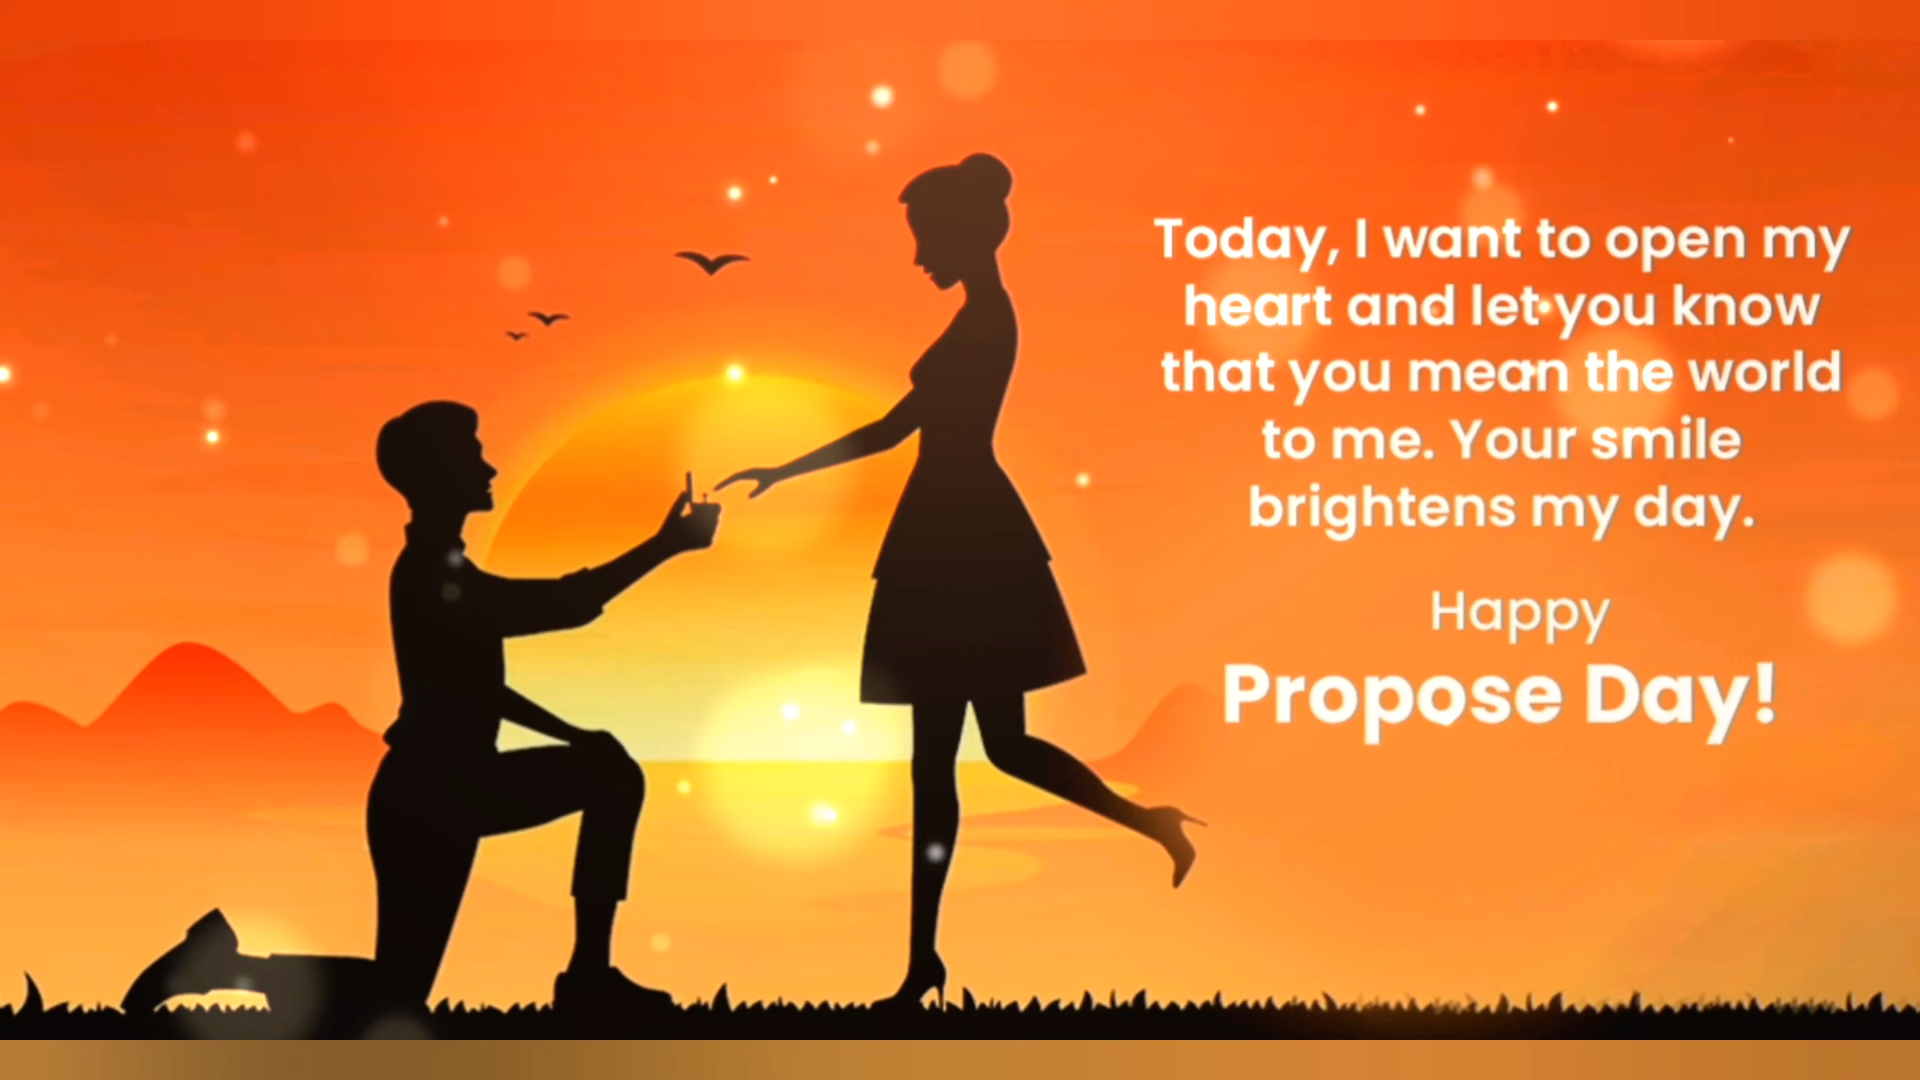 Today, I want to open my
heart and let you know
that you mean the world
to me. Your smile
brightens my day.
Happy
Propose Day!